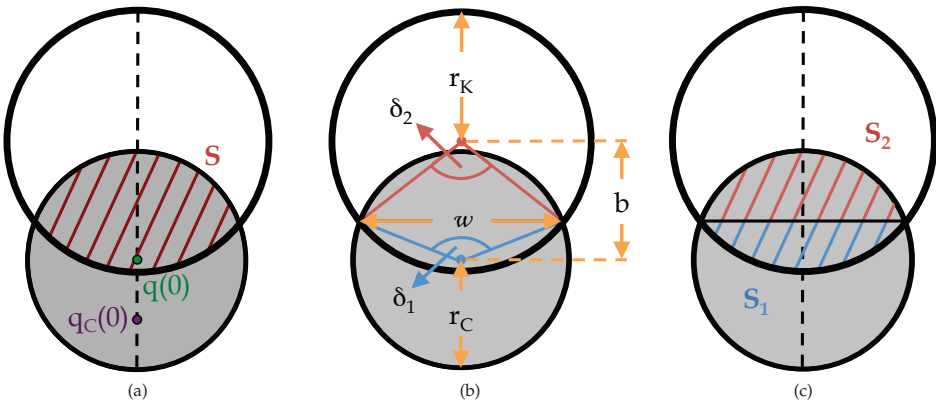 S
q(0)
q_C(0)
(a)
r_K
δ_2
b
w
δ_1
r_C
(b)
S_2
S_1
(c)